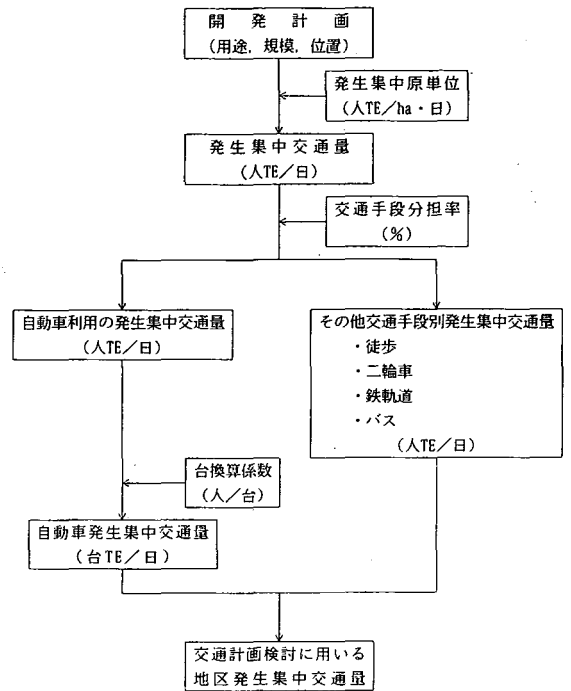 開発計画
(用途，規模，位置)
発生集中原単位
(人TE／ha・日)
発生集中交通量
(人TE／日)
交通手段分担率
(％)
自動車利用の発生集中交通量
(人TE／日)
その他交通手段別発生集中交通量
・徒歩
・二輪車
・鉄軌道
・バス
(人TE／日)
台換算係数
(人／台)
自動車発生集中交通量
(台TE／日)
交通計画検討に用いる
地区発生集中交通量